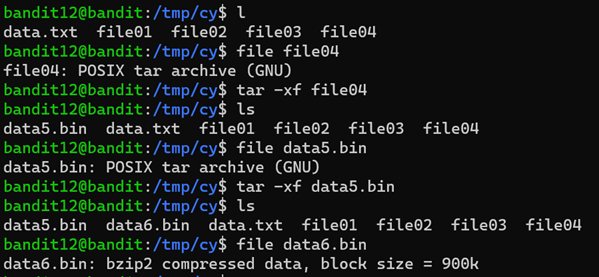 bandit12@bandit:/tmp/cy$ l
data.txt  file01  file02  file03  file04
bandit12@bandit:/tmp/cy$ file file04
file04: POSIX tar archive (GNU)
bandit12@bandit:/tmp/cy$ tar -xf file04
bandit12@bandit:/tmp/cy$ ls
data5.bin  data.txt  file01  file02  file03  file04
bandit12@bandit:/tmp/cy$ file data5.bin
data5.bin: POSIX tar archive (GNU)
bandit12@bandit:/tmp/cy$ tar -xf data5.bin
bandit12@bandit:/tmp/cy$ ls
data5.bin  data6.bin  data.txt  file01  file02  file03  file04
bandit12@bandit:/tmp/cy$ file data6.bin
data6.bin: bzip2 compressed data, block size = 900k